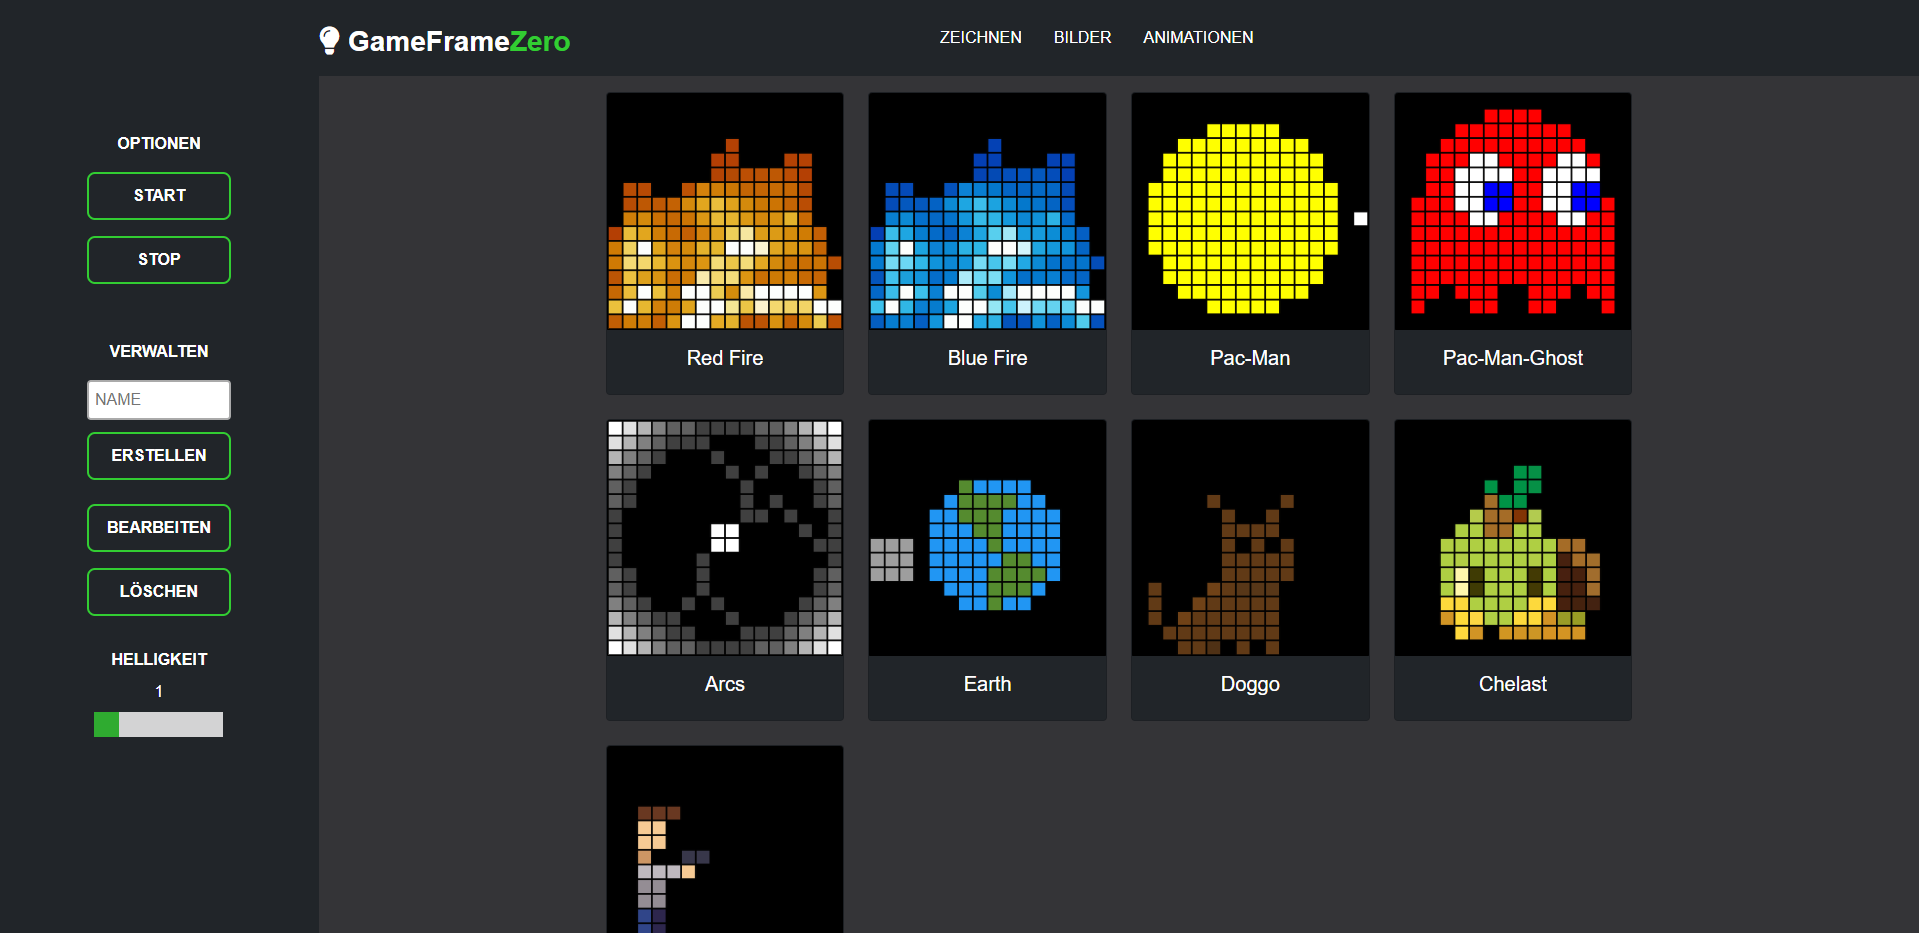 GameFrameZero
ZEICHNEN BILDER ANIMATIONEN
OPTIONEN
START
STOP
VERWALTEN
NAME
ERSTELLEN
BEARBEITEN
LÖSCHEN
HELLIGKEIT
1
Red Fire
Blue Fire
Pac-Man
Pac-Man-Ghost
Arcs
Earth
Doggo
Chelast